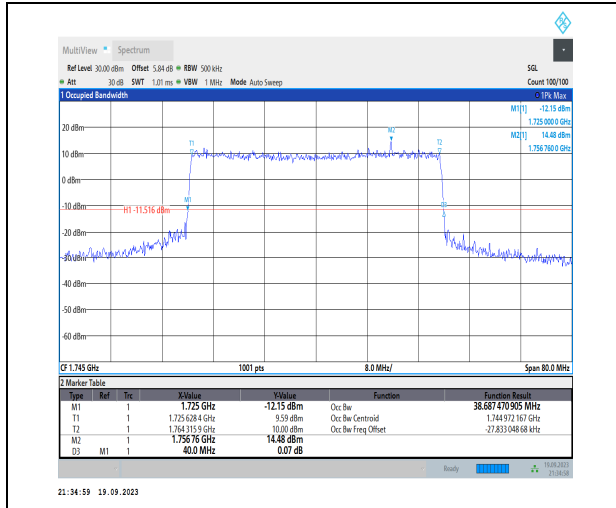 MultiView Spectrum
Ref Level 30.00 dBm Offset 5.84 dB RBW 500 kHz SGL
Att 30 dB SWT 1.01 ms VBW 1 MHz Mode Auto Sweep Count 100/100
1 Occupied Bandwidth 1Pk Max
M1[1] -12.15 dBm
1.725 000 0 GHz
M2[1] 14.48 dBm
1.756 760 0 GHz
20 dBm
M2
T1 T2
10 dBm
0 dBm
M1 D3
-10 dBm
H1 -11.516 dBm
-20 dBm
-30 dBm
-40 dBm
-50 dBm
-60 dBm
CF 1.745 GHz 1001 pts 8.0 MHz/ Span 80.0 MHz
2 Marker Table
Type Ref Trc X-Value Y-Value Function Function Result
M1 1 1.725 GHz -12.15 dBm Occ Bw 38.687 470 905 MHz
T1 1 1.725 628 4 GHz 9.59 dBm Occ Bw Centroid 1.744 972 167 GHz
T2 1 1.764 315 9 GHz 10.00 dBm Occ Bw Freq Offset -27.833 048 68 kHz
M2 1 1.756 76 GHz 14.48 dBm
D3 M1 1 40.0 MHz 0.07 dB
Ready 19.09.2023
21:34:58
21:34:59 19.09.2023